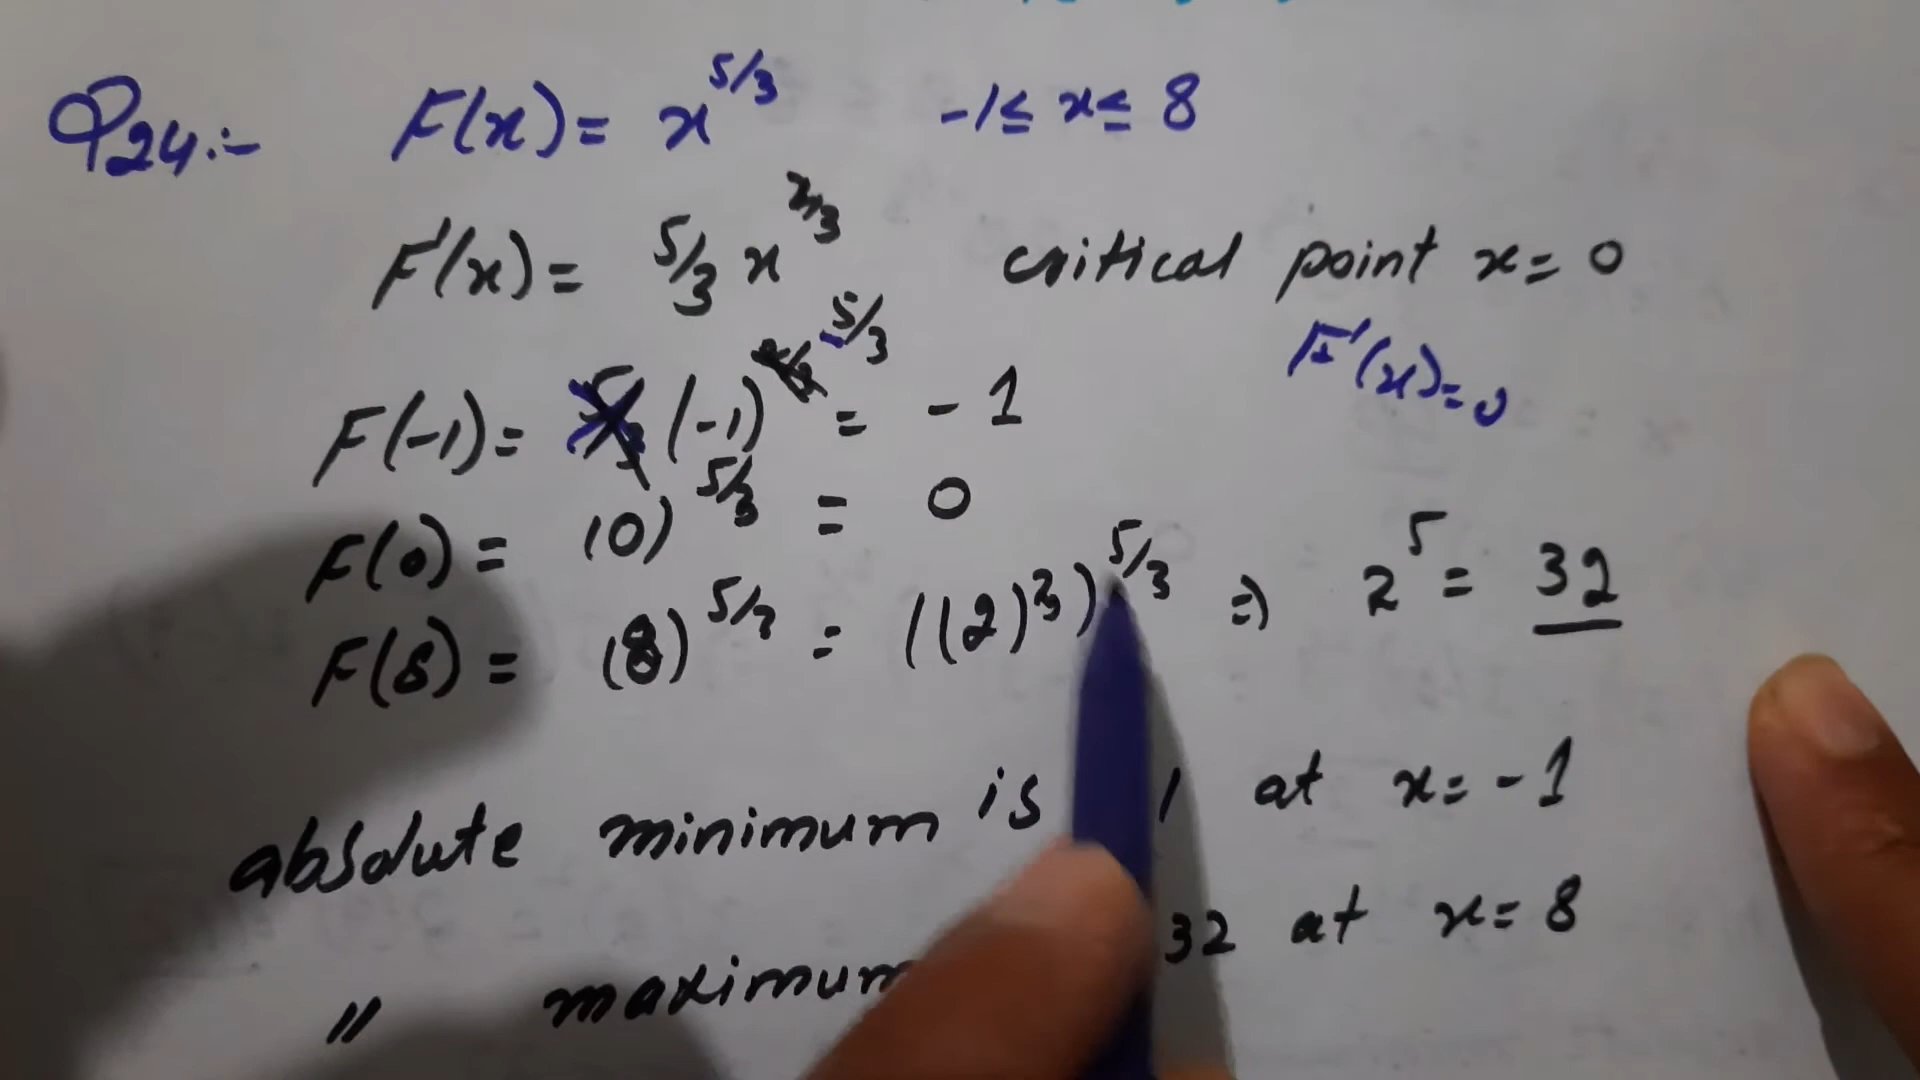 Q24:- F(x) = x^5/3 -1 ≤ x ≤ 8
F'(x) = 5/3 x^2/3 critical point x = 0
F'(x) = 0
F(-1) = (-1)^5/3 = - 1
F(0) = (0)^5/3 = 0
F(8) = (8)^5/3 = ((2)^3)^5/3 ⇒ 2^5 = 32
absolute minimum is 1 at x = - 1
" maximum 32 at x = 8